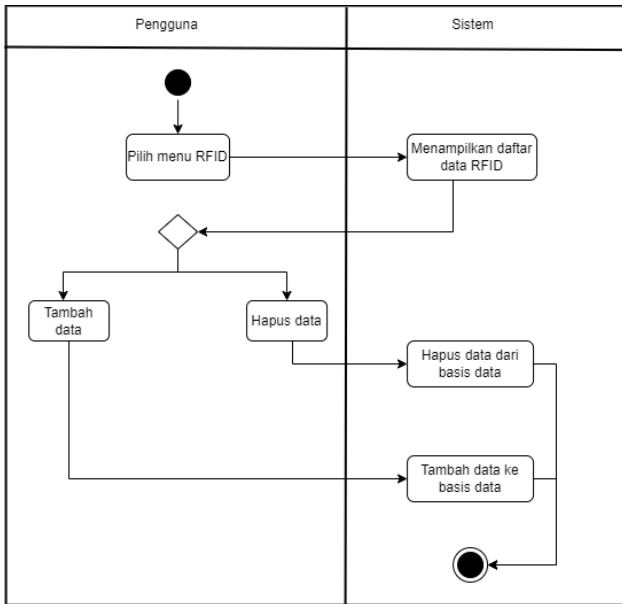 Pengguna
Sistem
Pilih menu RFID
Menampilkan daftar
data RFID
Tambah
data
Hapus data
Hapus data dari
basis data
Tambah data ke
basis data